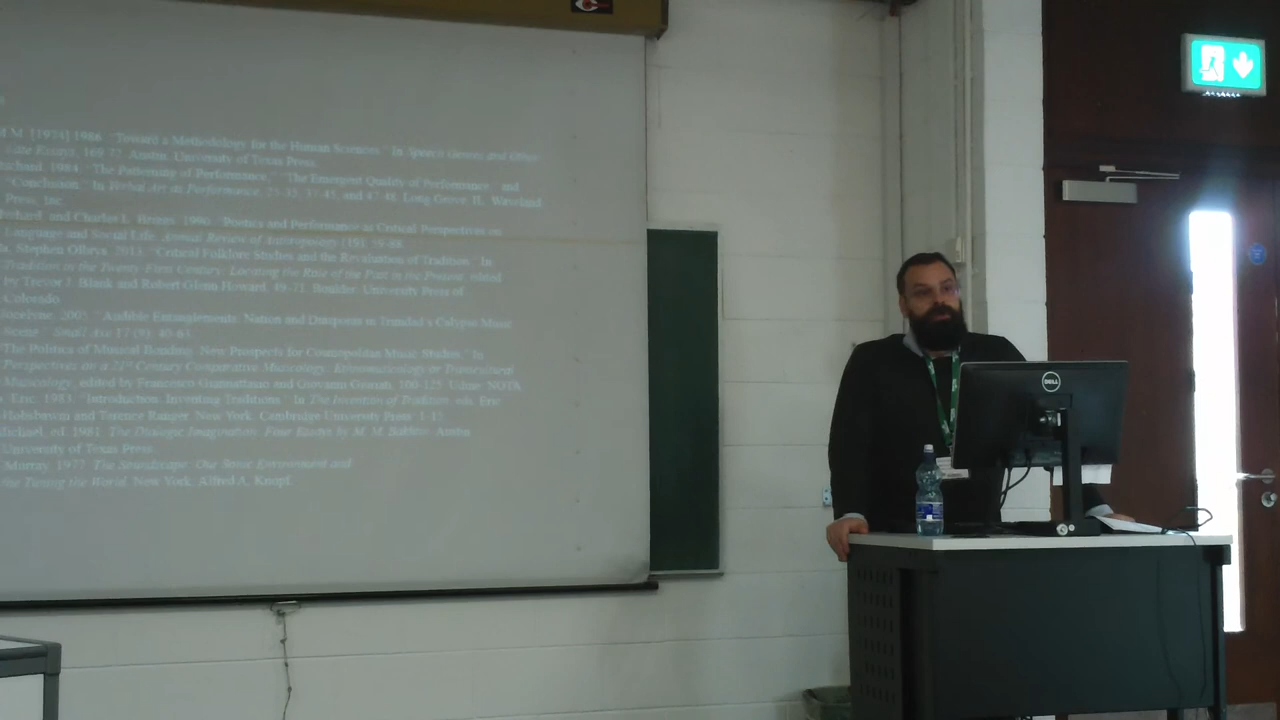 M. [1974] 1986. "Toward a Methodology for the Human Sciences." In Speech Genres and Other
Late Essays, 169-77. Austin. University of Texas Press.
1984. "The Patterning of Performance," "The Emergent Quality of Performance," and
"Conclusion." In Verbal Art as Performance, and 47-48. Long Grove, IL. Waveland
Press, Inc.
Richard, and Charles L. Briggs. 1990. "Poetics and Performance as Critical Perspectives on
Language and Social Life. Annual Review of Anthropology (19): 59-88.
Stephen Olbrys. 2013. "Critical Folklore Studies and the Revaluation of Tradition." In
Tradition in the Twenty-First Century: Locating the Role of the Past in the Present, edited
by Trevor J. Blank and Robert Glenn Howard, 49-71. Boulder. University Press of
Colorado.
Jocelyne. 2005. "Audible Entanglements: Nation and Diasporas in Trinidad's Calypso Music
Scene." Small Axe 17 (9): 40-63.
"The Politics of Musical Bonding. New Prospects for Cosmopolitan Music Studies." In
Perspectives on a 21st Century Comparative Musicology: Ethnomusicology or Transcultural
Musicology, edited by Francesco Giannattasio and Giovanni Giuriati, 100-125. Udine: NOTA.
Eric. 1983. "Introduction: Inventing Traditions." In The Invention of Tradition, eds. Eric
Hobsbawm and Terence Ranger. New York. Cambridge University Press: 1-12.
Michael, ed. 1981. The Dialogic Imagination: Four Essays by M. M. Bakhtin. Austin.
University of Texas Press.
Murray. 1977. The Soundscape: Our Sonic Environment and
the Tuning of the World. New York. Alfred A. Knopf.
DELL